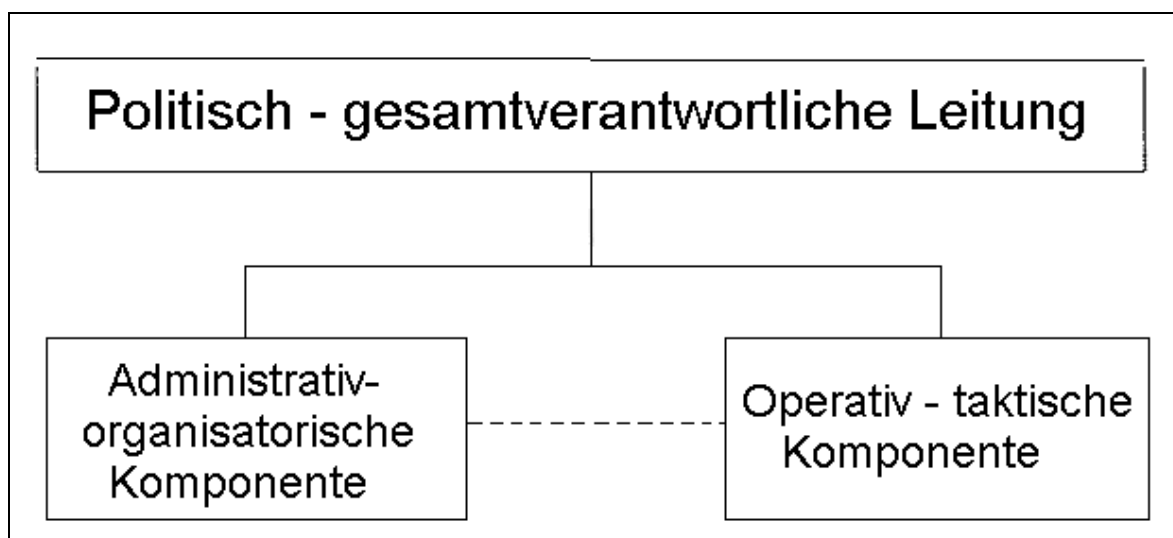 Politisch - gesamtverantwortliche Leitung
Administrativ-
organisatorische
Komponente
Operativ - taktische
Komponente